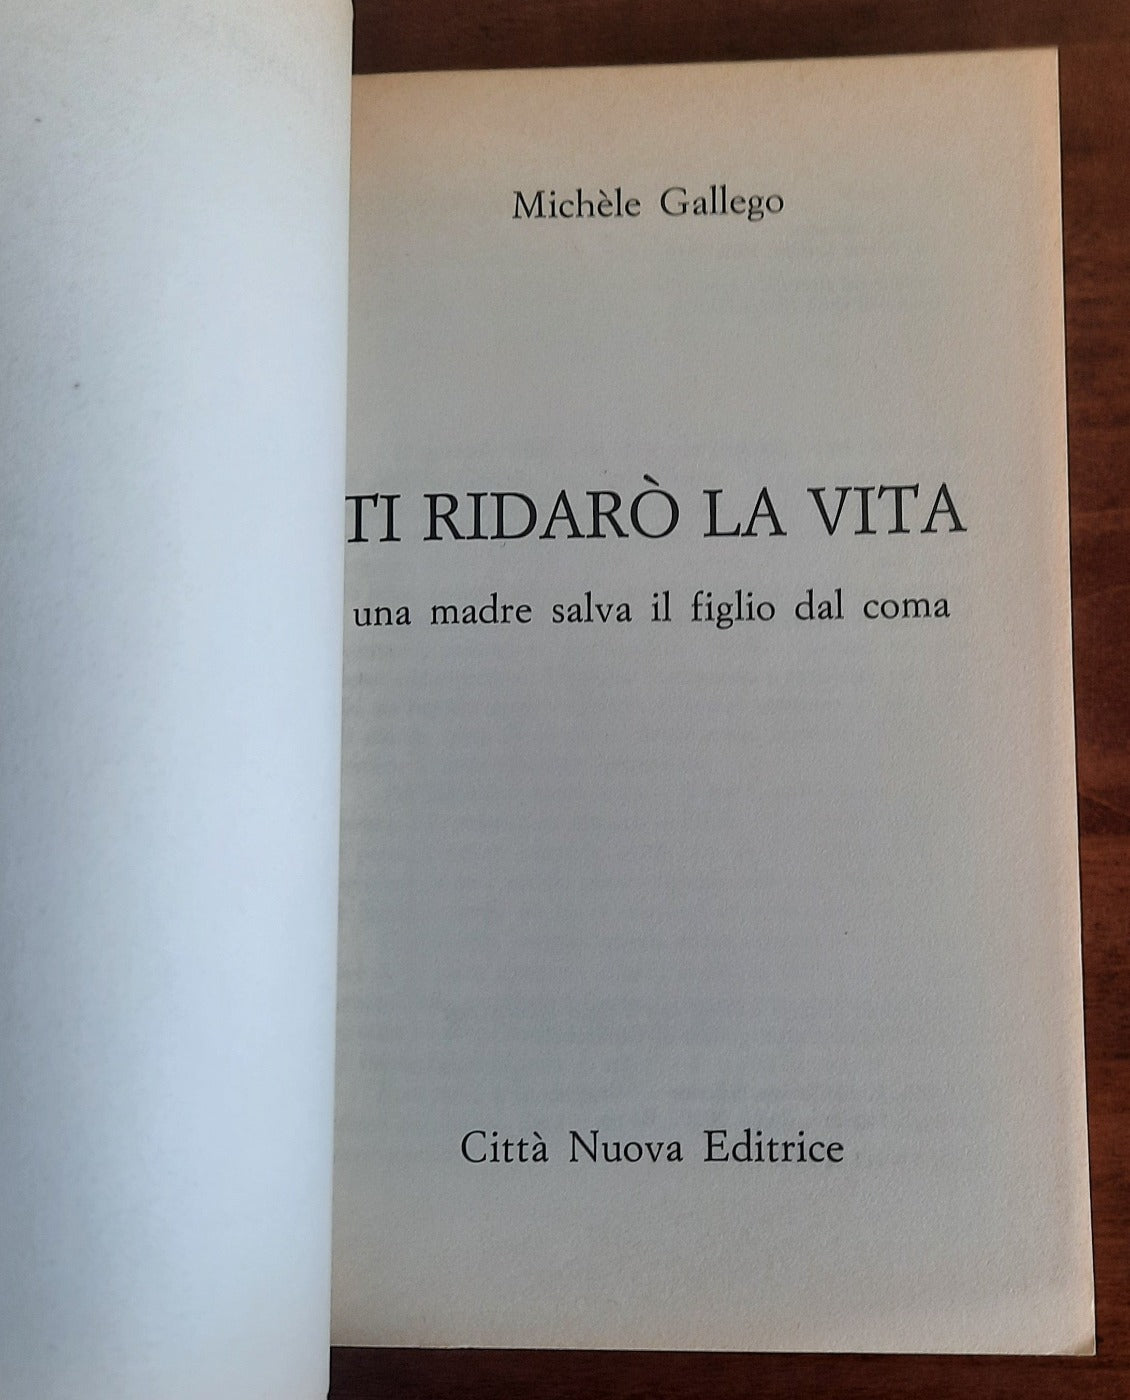 Michèle Gallego
TI RIDARÒ LA VITA
una madre salva il figlio dal coma
Città Nuova Editrice